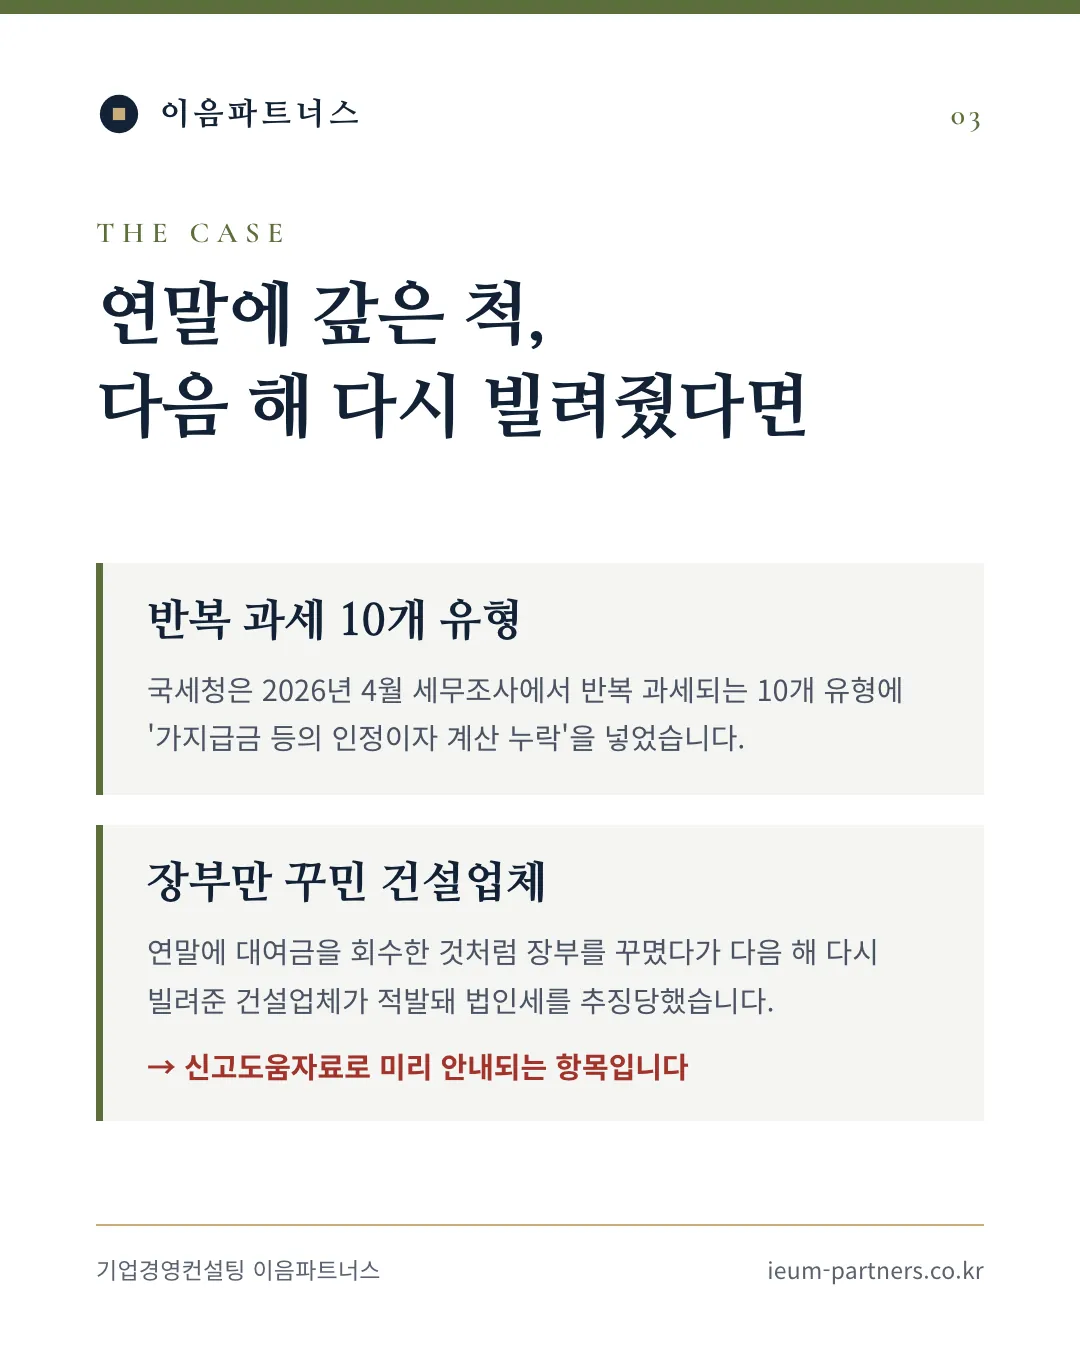 이음파트너스
03
THE CASE
연말에 갚은 척,
다음 해 다시 빌려줬다면
반복 과세 10개 유형
국세청은 2026년 4월 세무조사에서 반복 과세되는 10개 유형에
'가지급금 등의 인정이자 계산 누락'을 넣었습니다.
장부만 꾸민 건설업체
연말에 대여금을 회수한 것처럼 장부를 꾸몄다가 다음 해 다시
빌려준 건설업체가 적발돼 법인세를 추징당했습니다.
→ 신고도움자료로 미리 안내되는 항목입니다
기업경영컨설팅 이음파트너스
ieum-partners.co.kr